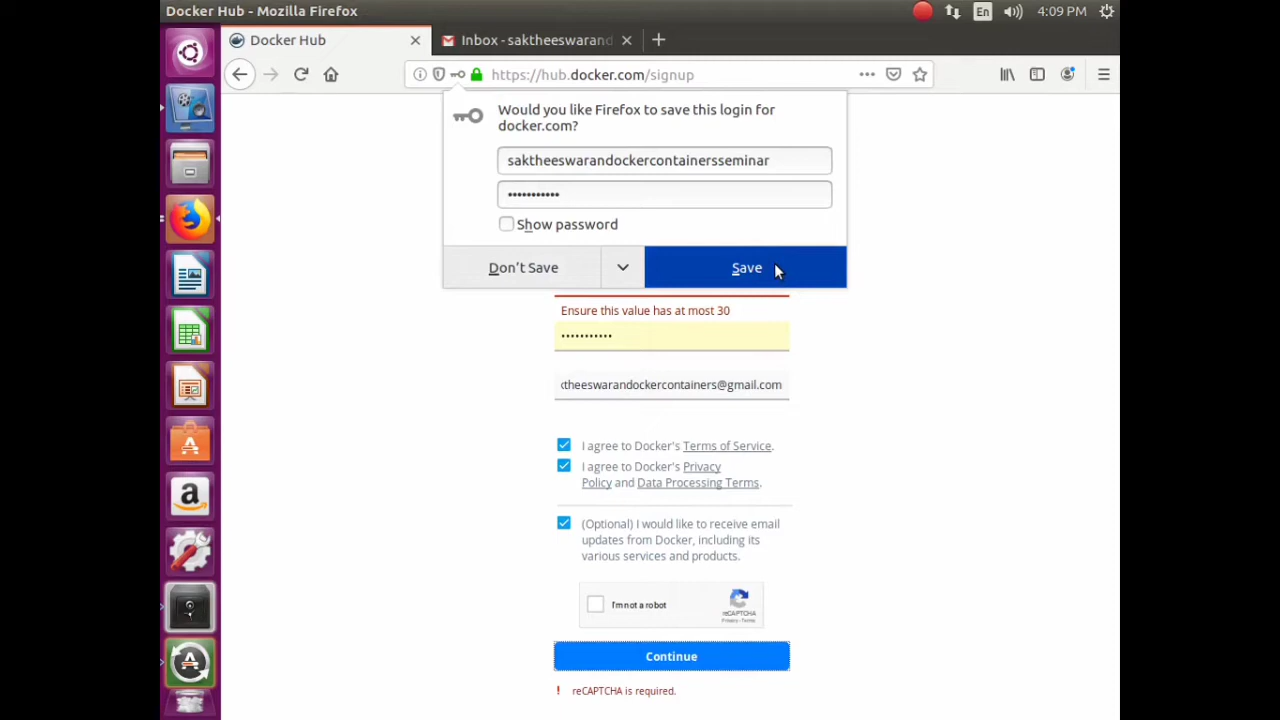 Docker Hub - Mozilla Firefox
En
4:09 PM
Docker Hub
Inbox - saktheeswarand
https://hub.docker.com/signup
Would you like Firefox to save this login for
docker.com?
saktheeswarandockercontainersseminar
•••••••••••
Show password
Don't Save
Save
Ensure this value has at most 30
•••••••••••
theeswarandockercontainers@gmail.com
I agree to Docker's Terms of Service.
I agree to Docker's Privacy
Policy and Data Processing Terms.
(Optional) I would like to receive email
updates from Docker, including its
various services and products.
I'm not a robot
reCAPTCHA
Privacy - Terms
Continue
! reCAPTCHA is required.